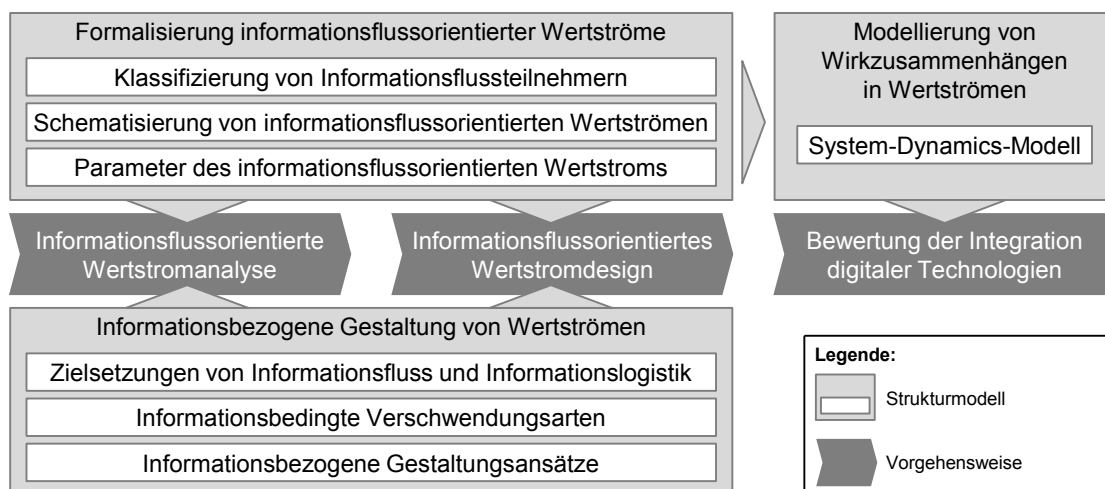 Formalisierung informationsflussorientierter Wertströme
Klassifizierung von Informationsflussteilnehmern
Schematisierung von informationsflussorientierten Wertströmen
Parameter des informationsflussorientierten Wertstroms
Modellierung von
Wirkzusammenhängen
in Wertströmen
System-Dynamics-Modell
Informationsflussorientierte
Wertstromanalyse
Informationsflussorientiertes
Wertstromdesign
Bewertung der Integration
digitaler Technologien
Informationsbezogene Gestaltung von Wertströmen
Zielsetzungen von Informationsfluss und Informationslogistik
Informationsbedingte Verschwendungsarten
Informationsbezogene Gestaltungsansätze
Legende:
Strukturmodell
Vorgehensweise